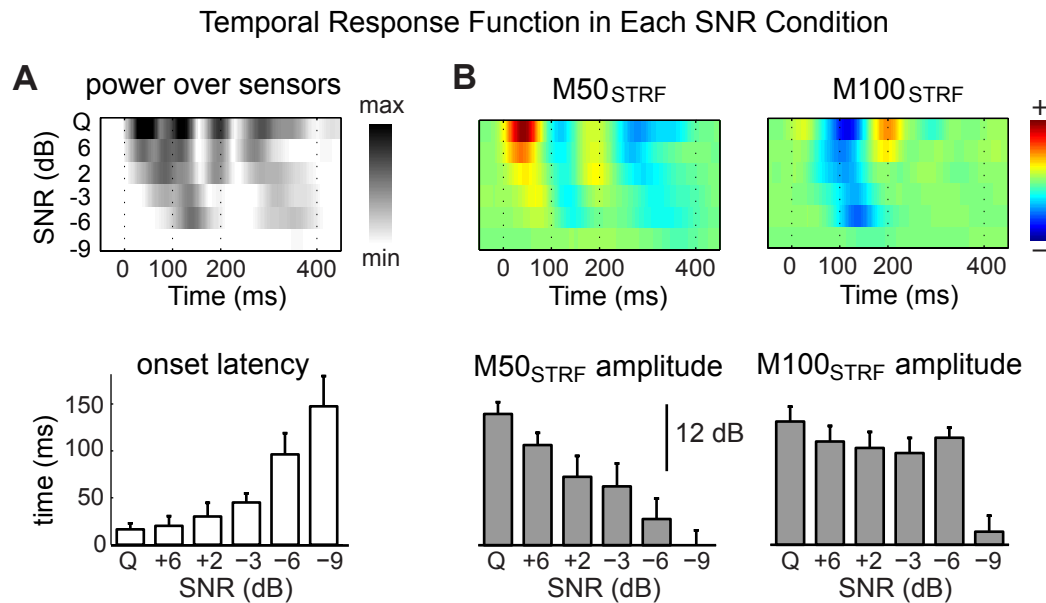 Temporal Response Function in Each SNR Condition
A
power over sensors
SNR (dB)
Q
6
2
-3
-6
-9
0 100 200 400
Time (ms)
max
min
B
M50STRF
0 100 200 400
Time (ms)
M100STRF
0 100 200 400
Time (ms)
+
−
onset latency
time (ms)
150
100
50
0
Q +6 +2 −3 −6 −9
SNR (dB)
M50STRF amplitude
12 dB
Q +6 +2 −3 −6 −9
SNR (dB)
M100STRF amplitude
Q +6 +2 −3 −6 −9
SNR (dB)